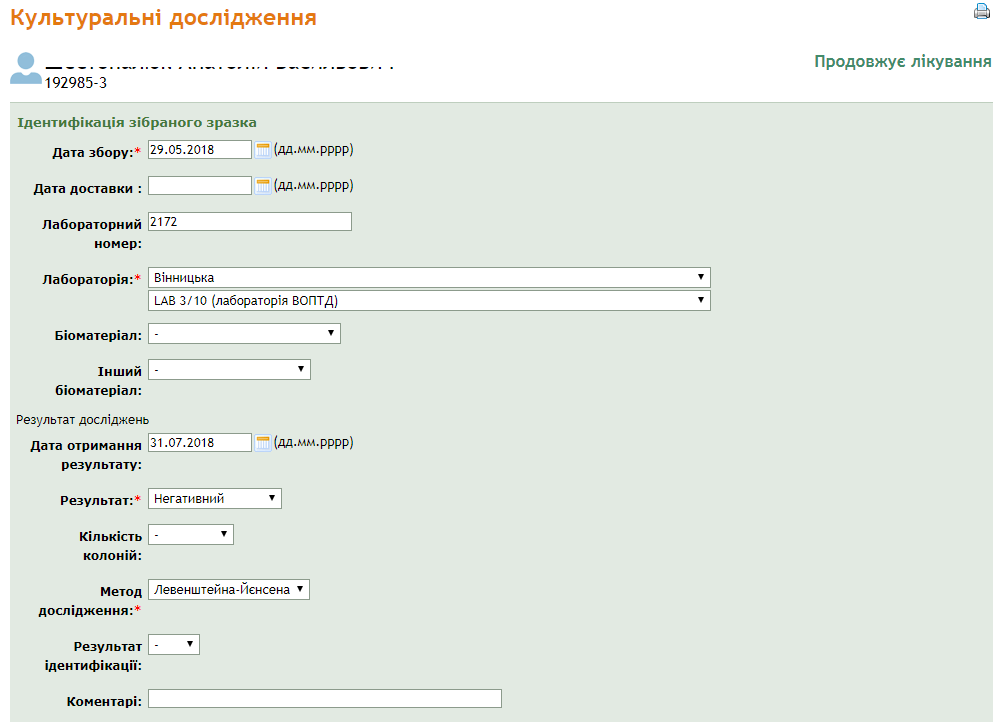 Культуральні дослідження
Продовжує лікування
192985-3
Ідентифікація зібраного зразка
Дата збору:* 29.05.2018 (дд.мм.рррр)
Дата доставки : (дд.мм.рррр)
Лабораторний номер: 2172
Лабораторія:* Вінницька
LAB 3/10 (лабораторія ВОПТД)
Біоматеріал: -
Інший біоматеріал: -
Результат досліджень
Дата отримання результату: 31.07.2018 (дд.мм.рррр)
Результат:* Негативний
Кількість колоній: -
Метод дослідження:* Левенштейна-Йєнсена
Результат ідентифікації: -
Коментарі: